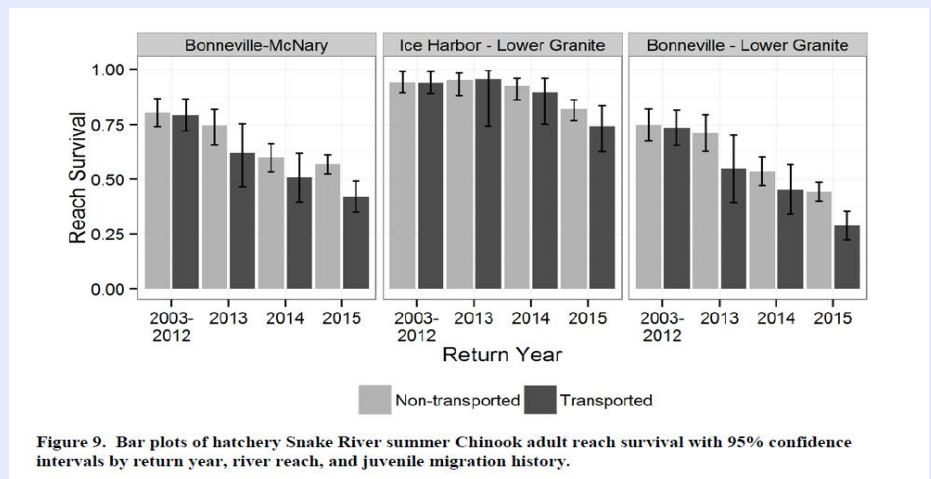 Bonneville-McNary Ice Harbor - Lower Granite Bonneville - Lower Granite
1.00
0.75
0.50
0.25
0.00
Reach Survival
2003- 2013 2014 2015 2003- 2013 2014 2015 2003- 2013 2014 2015
2012 2012 2012
Return Year
Non-transported Transported
Figure 9. Bar plots of hatchery Snake River summer Chinook adult reach survival with 95% confidence
intervals by return year, river reach, and juvenile migration history.